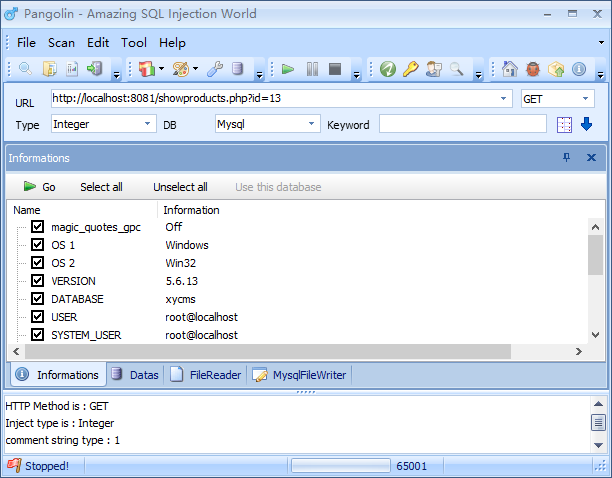 Pangolin - Amazing SQL Injection World
File Scan Edit Tool Help
URL http://localhost:8081/showproducts.php?id=13 GET
Type Integer DB Mysql Keyword
Informations
Go Select all Unselect all Use this database
Name Information
magic_quotes_gpc Off
OS 1 Windows
OS 2 Win32
VERSION 5.6.13
DATABASE xycms
USER root@localhost
SYSTEM_USER root@localhost
Informations Datas FileReader MysqlFileWriter
HTTP Method is : GET
Inject type is : Integer
comment string type : 1
Stopped! 65001